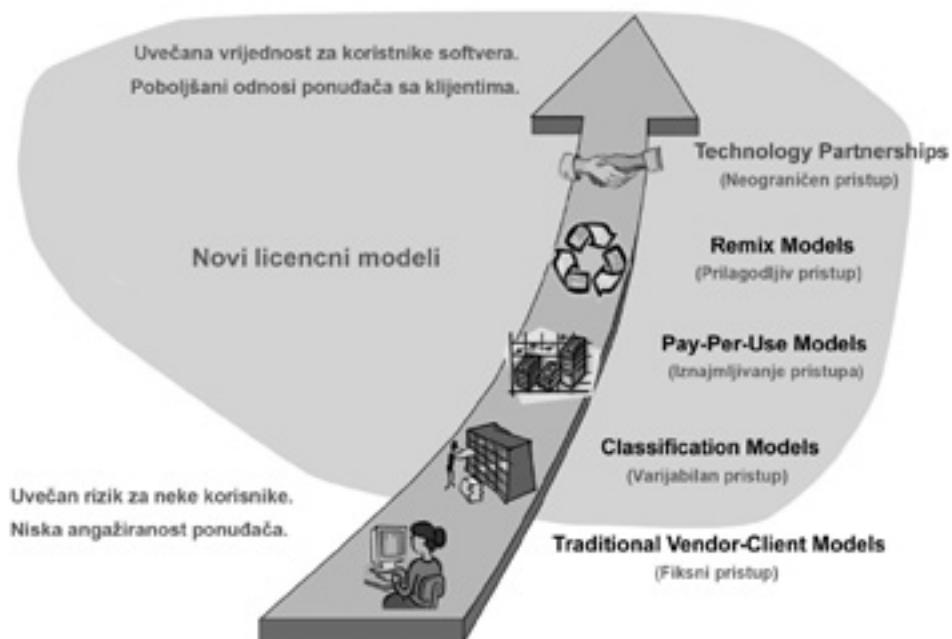 Uvečana vrijednost za koristnike softvera.
Poboljšani odnosi ponuđača sa klijentima.
Technology Partnerships
(Neograničen pristup)
Novi licencni modeli
Remix Models
(Prilagodljiv pristup)
Pay-Per-Use Models
(Iznajmljivanje pristupa)
Classification Models
(Varijabilan pristup)
Uvečan rizik za neke korisnike.
Niska angažiranost ponuđača.
Traditional Vendor-Client Models
(Fiksni pristup)